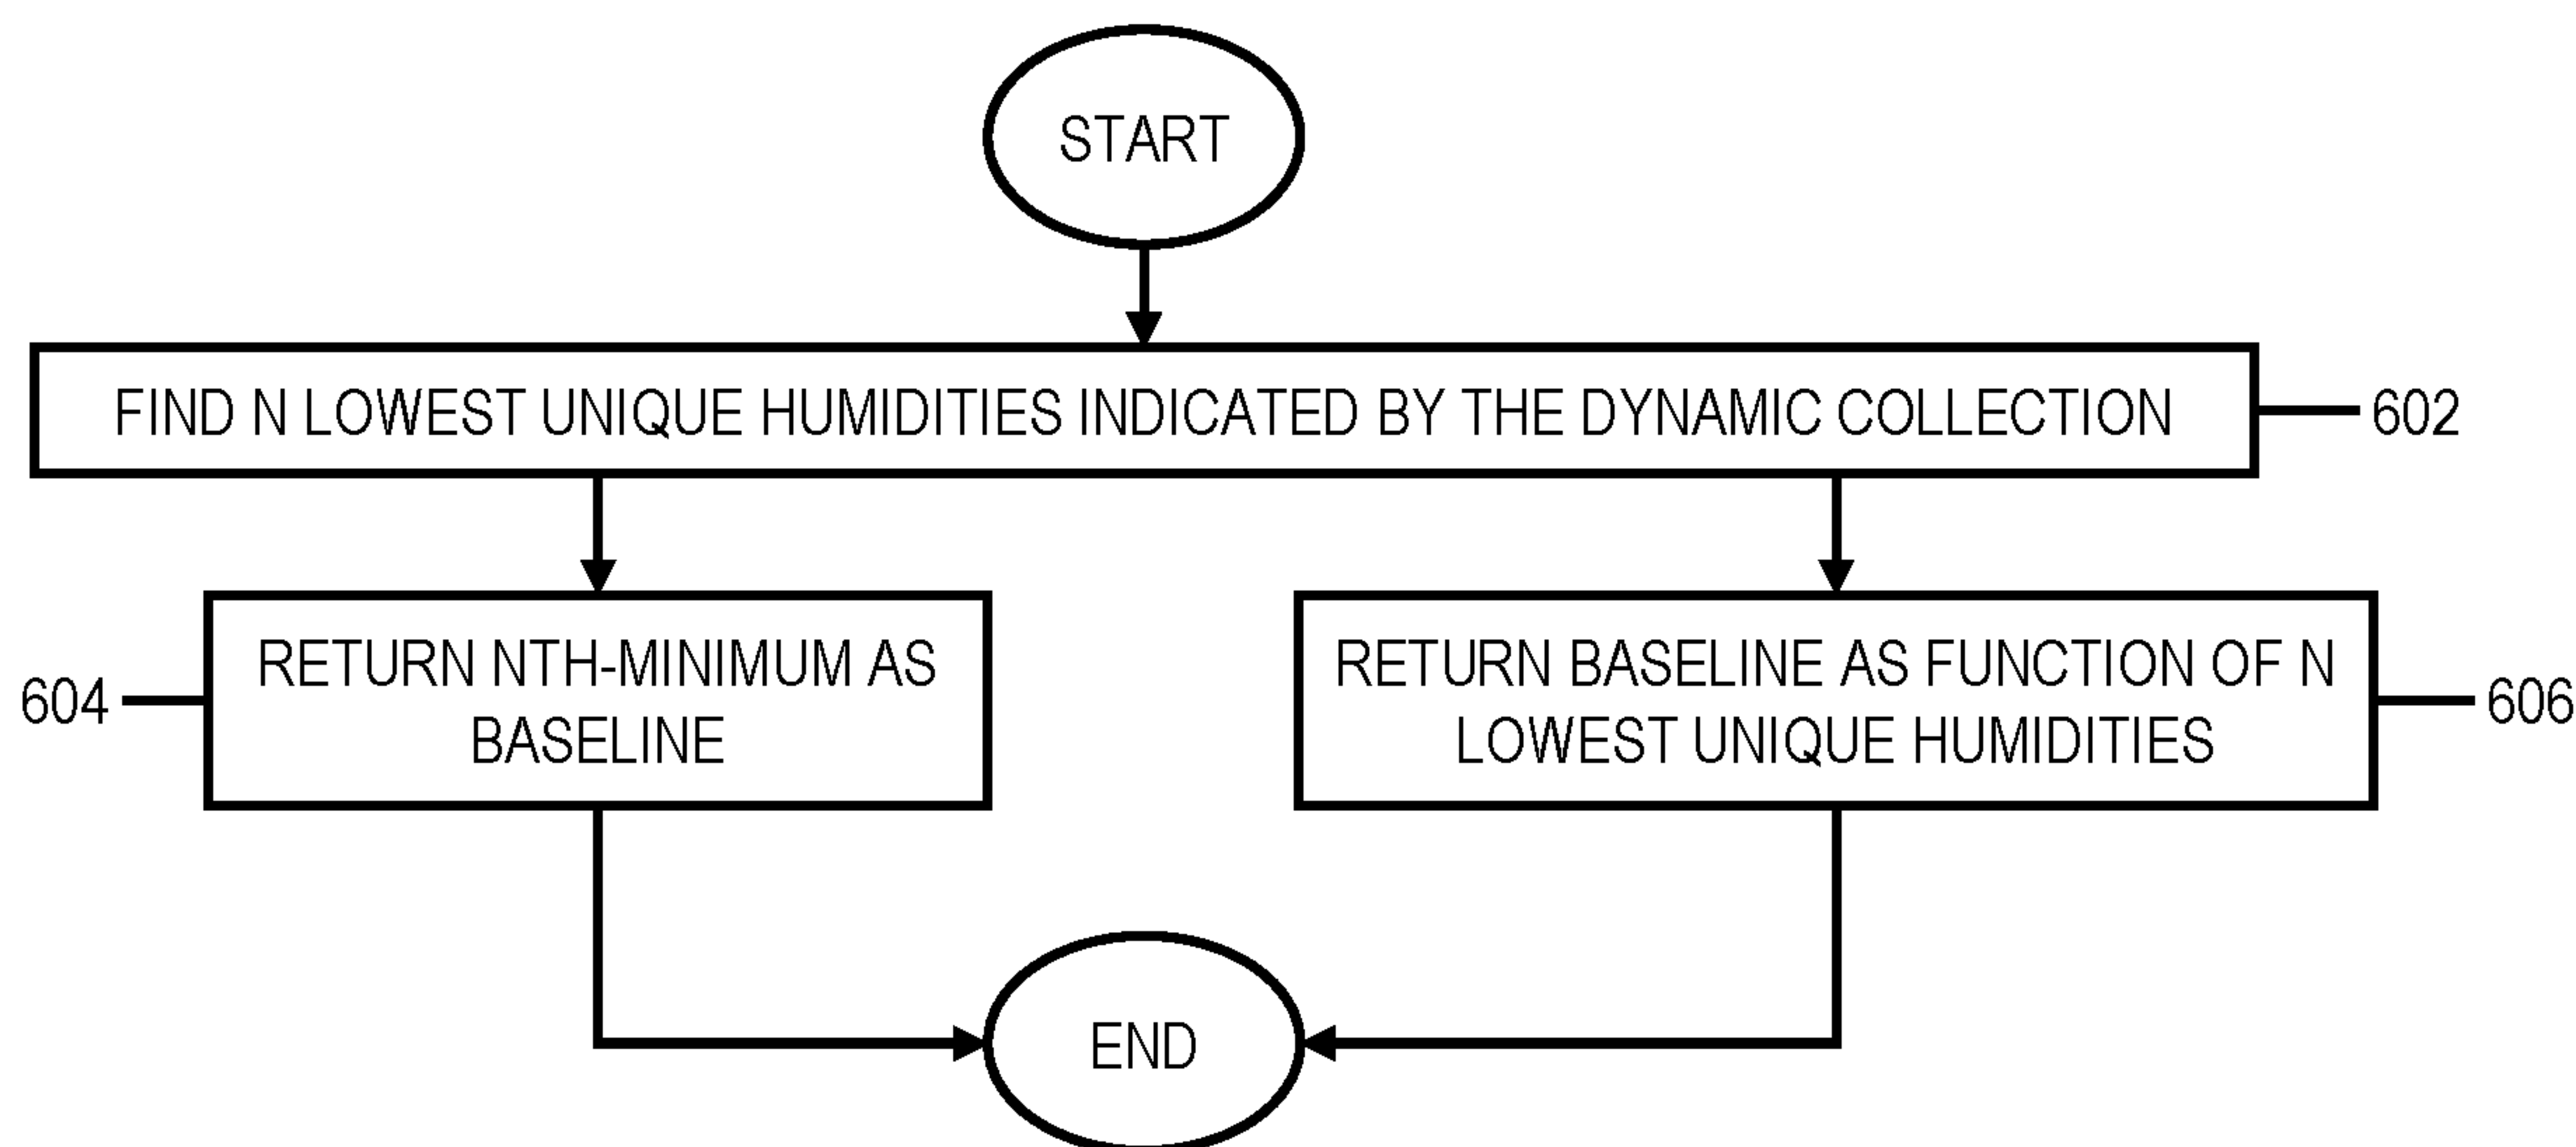 START
FIND N LOWEST UNIQUE HUMIDITIES INDICATED BY THE DYNAMIC COLLECTION
602
604
RETURN NTH-MINIMUM AS
BASELINE
RETURN BASELINE AS FUNCTION OF N
LOWEST UNIQUE HUMIDITIES
606
END